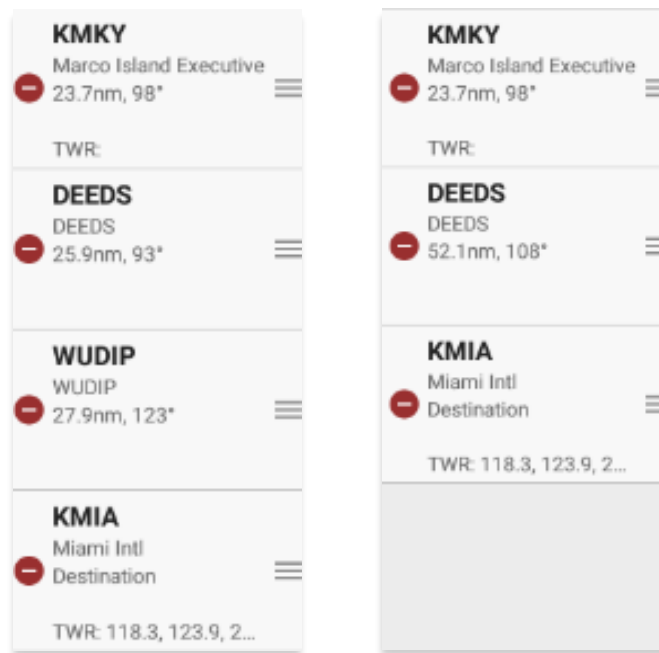 KMKY
Marco Island Executive
23.7nm, 98°
TWR:
DEEDS
DEEDS
25.9nm, 93°
WUDIP
WUDIP
27.9nm, 123°
KMIA
Miami Intl
Destination
TWR: 118.3, 123.9, 2...
KMKY
Marco Island Executive
23.7nm, 98°
TWR:
DEEDS
DEEDS
52.1nm, 108°
KMIA
Miami Intl
Destination
TWR: 118.3, 123.9, 2...